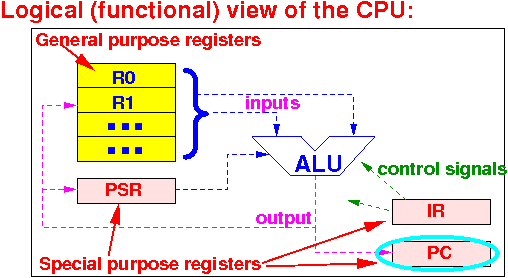 Logical (functional) view of the CPU:
General purpose registers
R0
R1
inputs
ALU
control signals
PSR
output
IR
PC
Special purpose registers